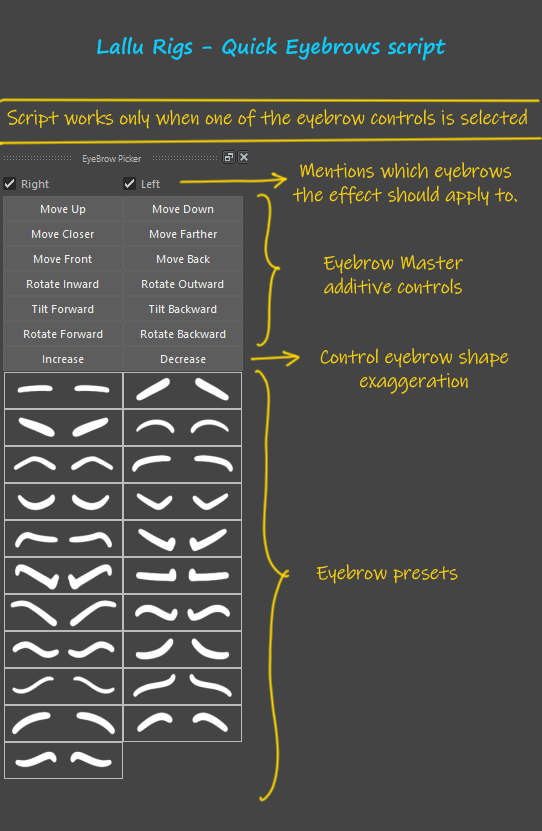 Lallu Rigs - Quick Eyebrows script
Script works only when one of the eyebrow controls is selected
EyeBrow Picker
Right Left
Mentions which eyebrows
the effect should apply to.
Move Up Move Down
Move Closer Move Farther
Move Front Move Back
Rotate Inward Rotate Outward
Tilt Forward Tilt Backward
Rotate Forward Rotate Backward
Eyebrow Master
additive controls
Increase Decrease
Control eyebrow shape
exaggeration
Eyebrow presets